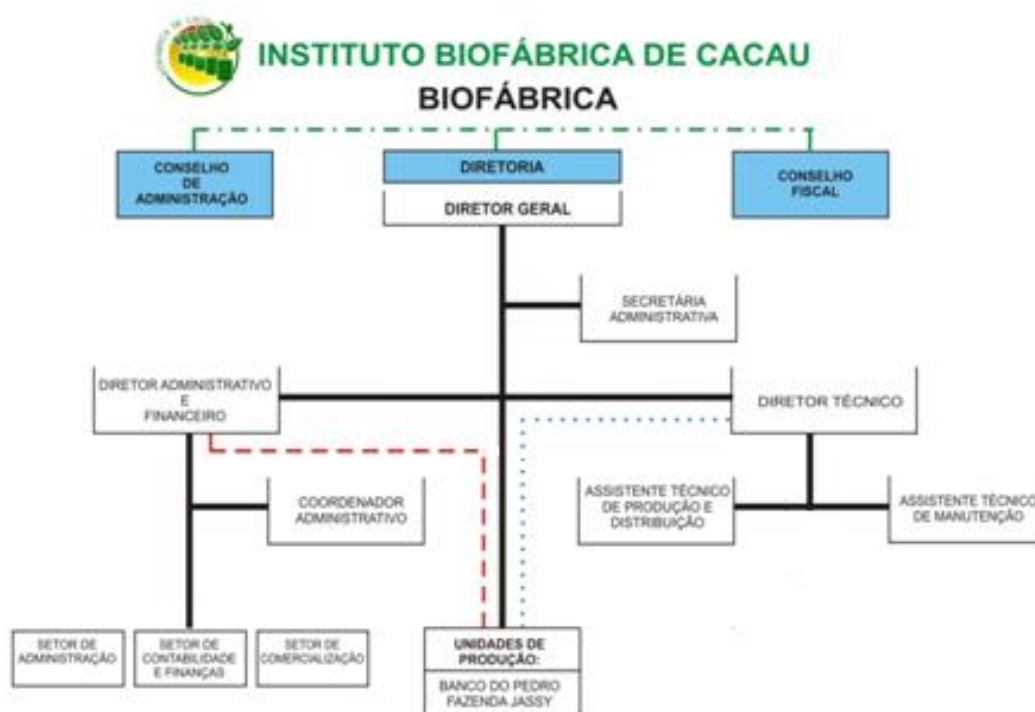 INSTITUTO BIOFÁBRICA DE CACAU
BIOFÁBRICA
CONSELHO
DE
ADMINISTRAÇÃO
DIRETORIA
CONSELHO
FISCAL
DIRETOR GERAL
SECRETÁRIA
ADMINISTRATIVA
DIRETOR ADMINISTRATIVO
E
FINANCEIRO
DIRETOR TÉCNICO
COORDENADOR
ADMINISTRATIVO
ASSISTENTE TÉCNICO
DE PRODUÇÃO E
DISTRIBUIÇÃO
ASSISTENTE TÉCNICO
DE MANUTENÇÃO
SETOR DE
ADMINISTRAÇÃO
SETOR DE
CONTABILIDADE
E FINANÇAS
SETOR DE
COMERCIALIZAÇÃO
UNIDADES DE
PRODUÇÃO:
BANCO DO PEDRO
FAZENDA JASSY